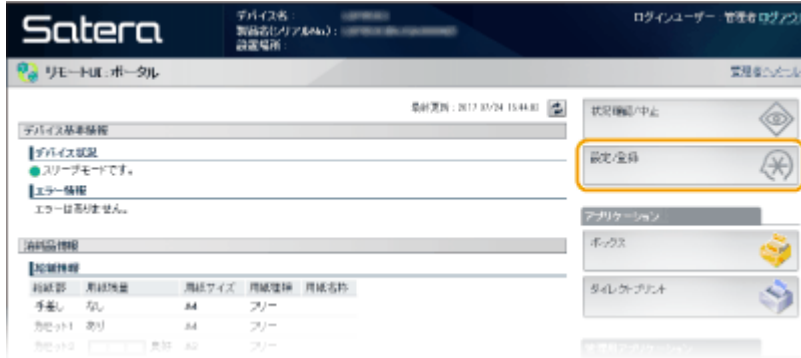 Satera
デバイス名 :
製品名(シリアルNo.) :
設置場所 :
ログインユーザー : 管理者 ログアウ
リモートUI : ポータル
管理者へメール
最終更新 : 2017 07/24 15:44:
デバイス基本情報
デバイス状況
スリープモードです。
エラー情報
エラーはありません。
消耗品情報
給紙情報
給紙部 用紙残量 用紙サイズ 用紙種類 用紙名称
手差し なし A4 フリー
カセット1 あり A4 フリー
カセット2 フリー
状況確認/中止
設定/登録
アプリケーション
ボックス
ダイレクトプリント